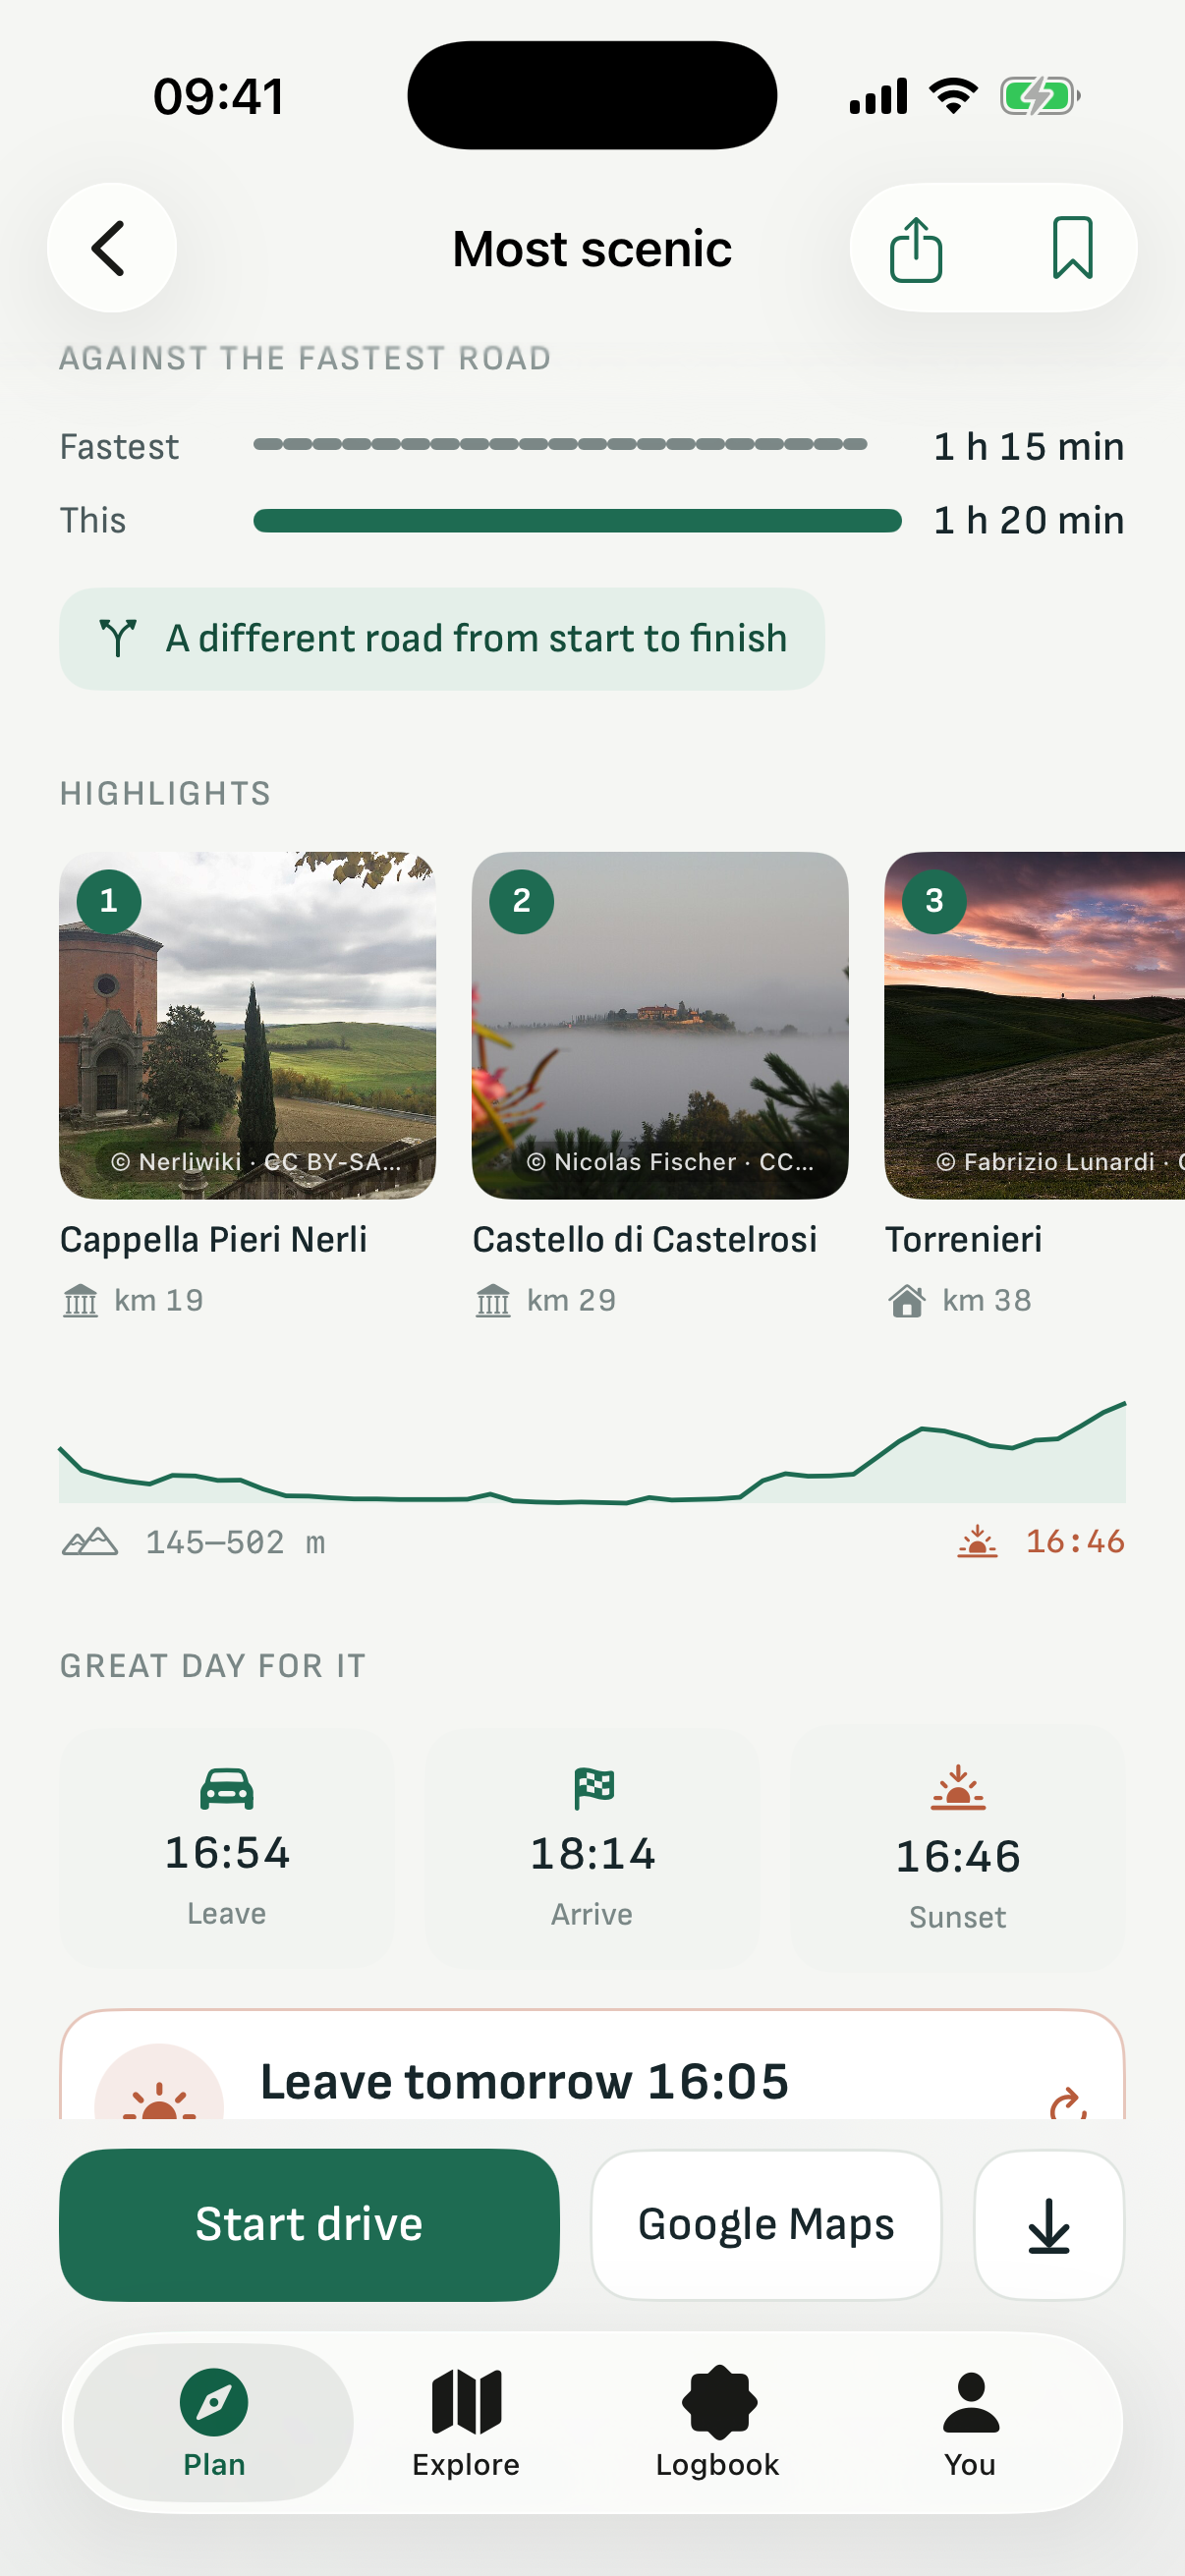 09:41
Most scenic
AGAINST THE FASTEST ROAD
Fastest 1 h 15 min
This 1 h 20 min
A different road from start to finish
HIGHLIGHTS
1 2 3
© Nerliwiki · CC BY-SA... © Nicolas Fischer · CC... © Fabrizio Lunardi ·
Cappella Pieri Nerli Castello di Castelrosi Torrenieri
km 19 km 29 km 38
145–502 m 16:46
GREAT DAY FOR IT
16:54 18:14 16:46
Leave Arrive Sunset
Leave tomorrow 16:05
Start drive Google Maps
Plan Explore Logbook You